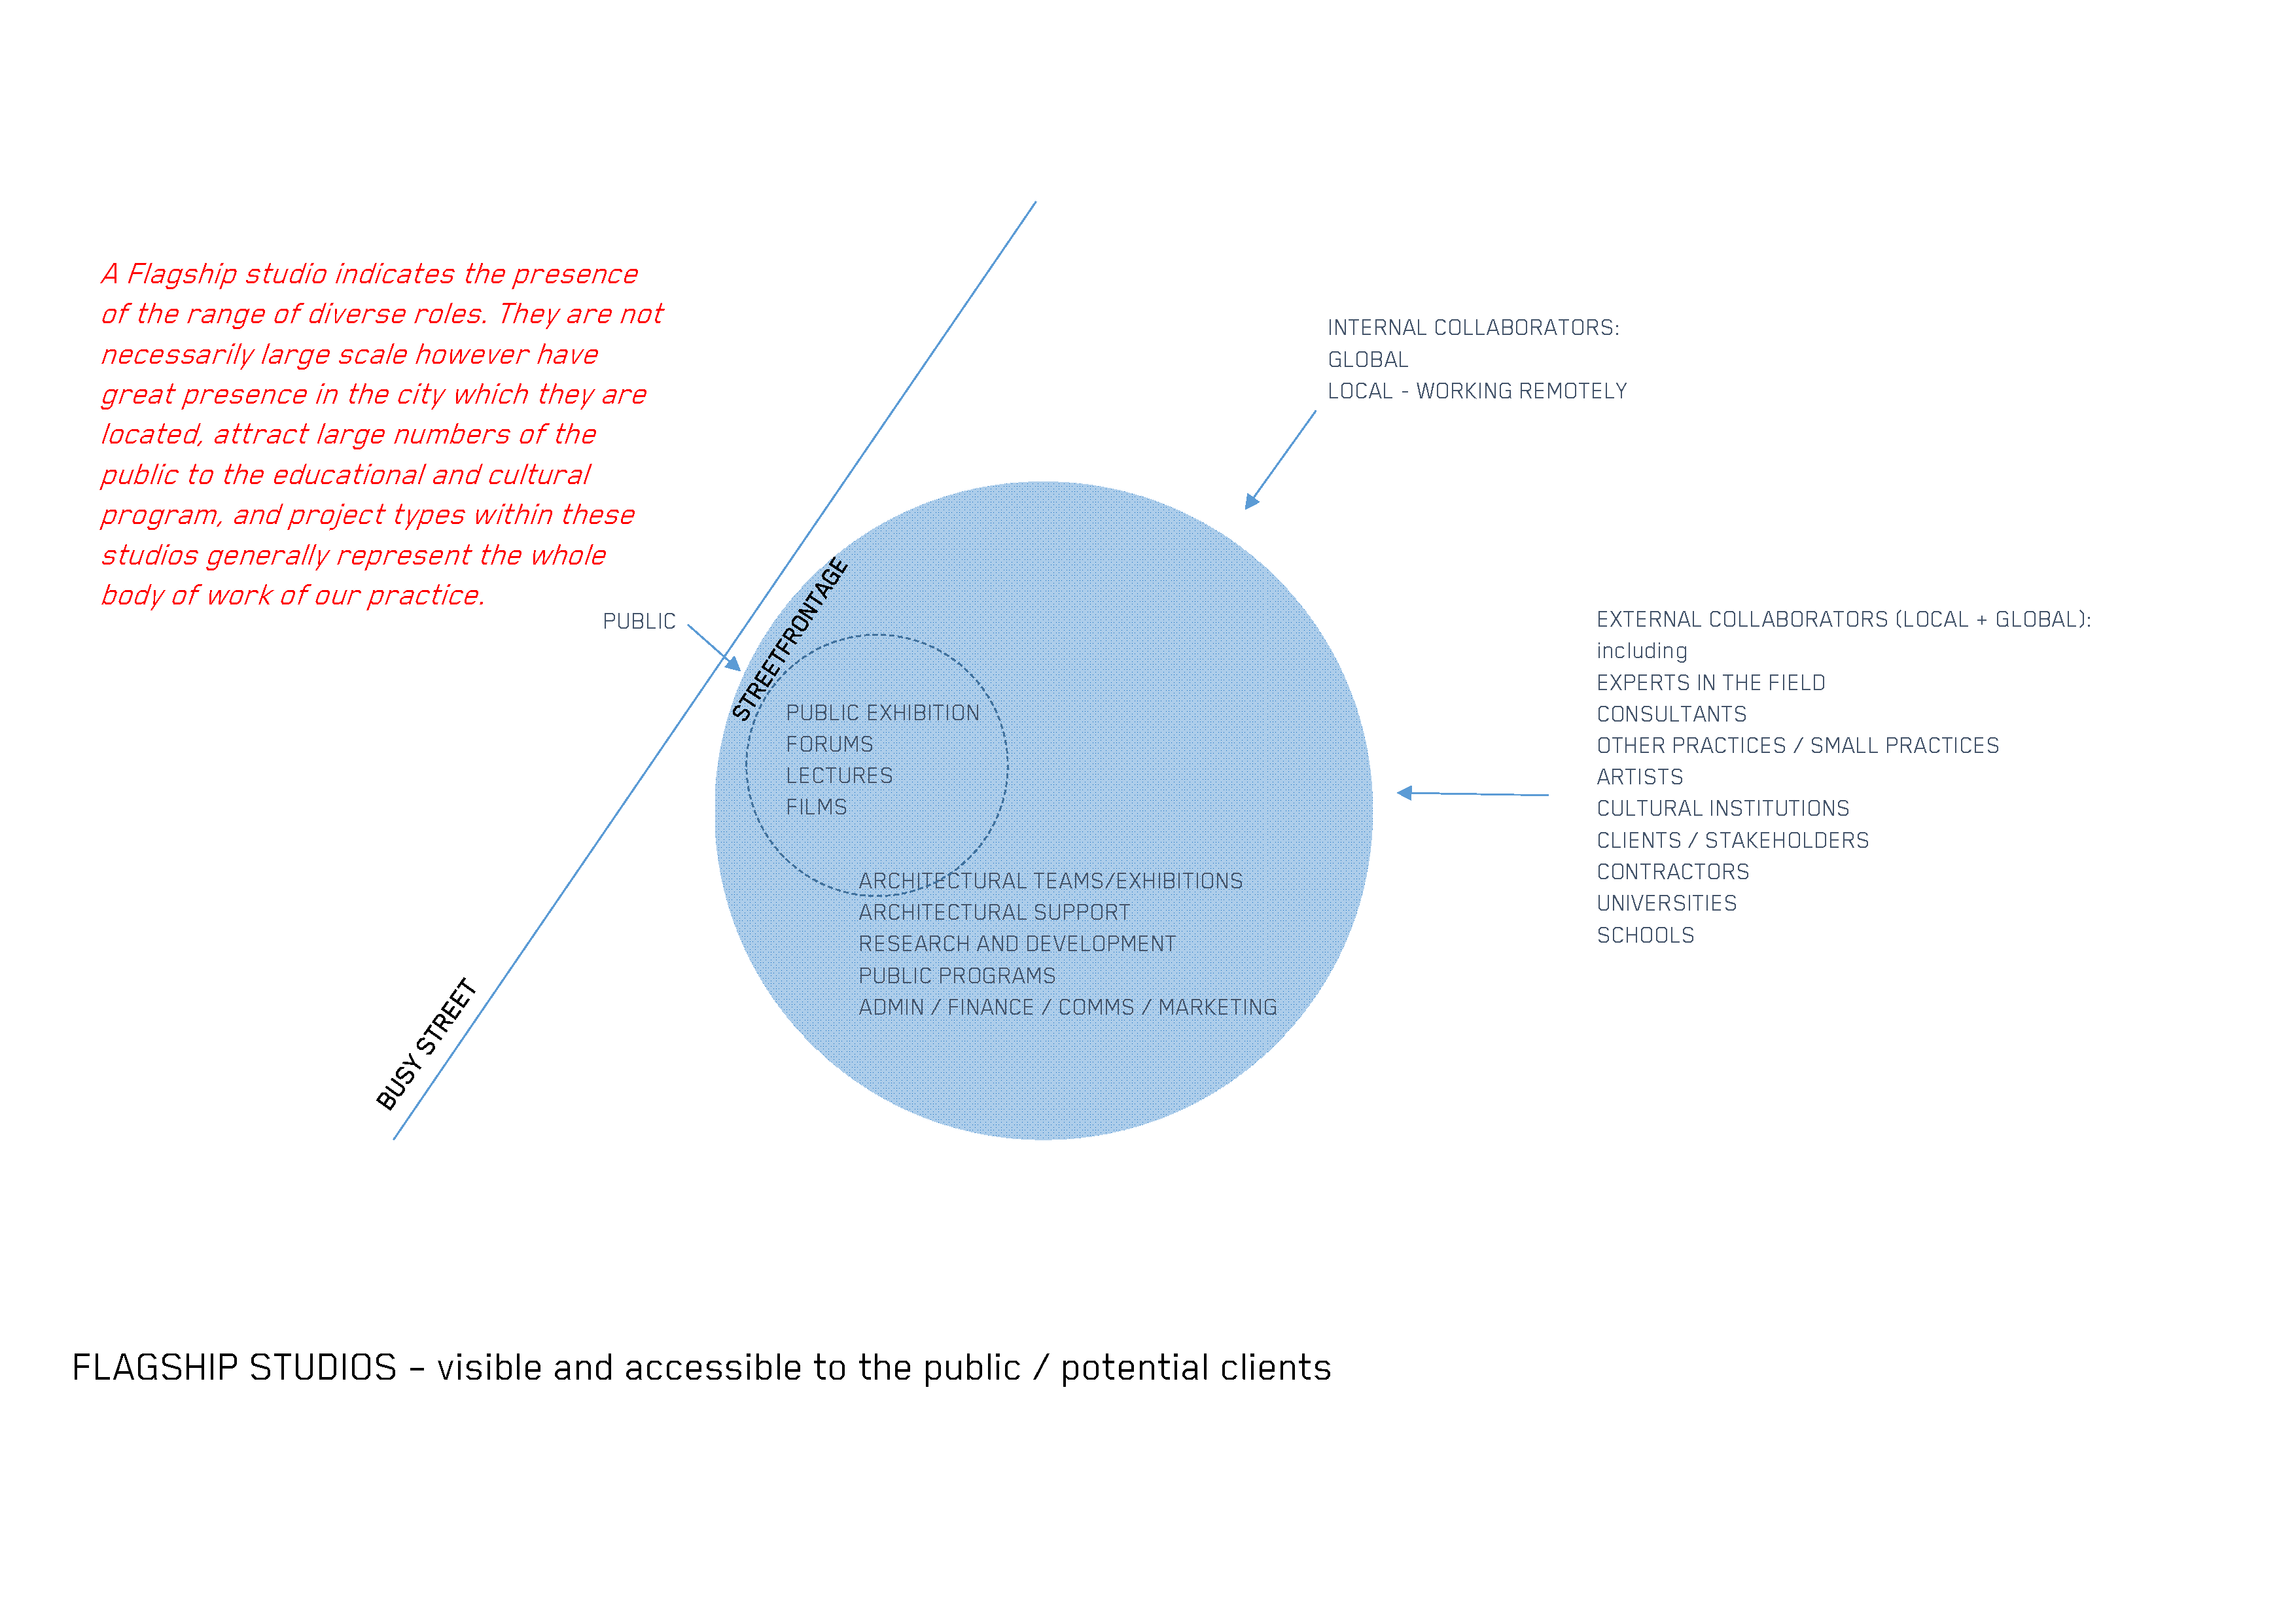 A Flagship studio indicates the presence
of the range of diverse roles. They are not
necessarily large scale however have
great presence in the city which they are
located, attract large numbers of the
public to the educational and cultural
program, and project types within these
studios generally represent the whole
body of work of our practice.
PUBLIC
BUSY STREET
STREETFRONTAGE
PUBLIC EXHIBITION
FORUMS
LECTURES
FILMS
ARCHITECTURAL TEAMS/EXHIBITIONS
ARCHITECTURAL SUPPORT
RESEARCH AND DEVELOPMENT
PUBLIC PROGRAMS
ADMIN / FINANCE / COMMS / MARKETING
INTERNAL COLLABORATORS:
GLOBAL
LOCAL - WORKING REMOTELY
EXTERNAL COLLABORATORS (LOCAL + GLOBAL):
including
EXPERTS IN THE FIELD
CONSULTANTS
OTHER PRACTICES / SMALL PRACTICES
ARTISTS
CULTURAL INSTITUTIONS
CLIENTS / STAKEHOLDERS
CONTRACTORS
UNIVERSITIES
SCHOOLS
FLAGSHIP STUDIOS – visible and accessible to the public / potential clients